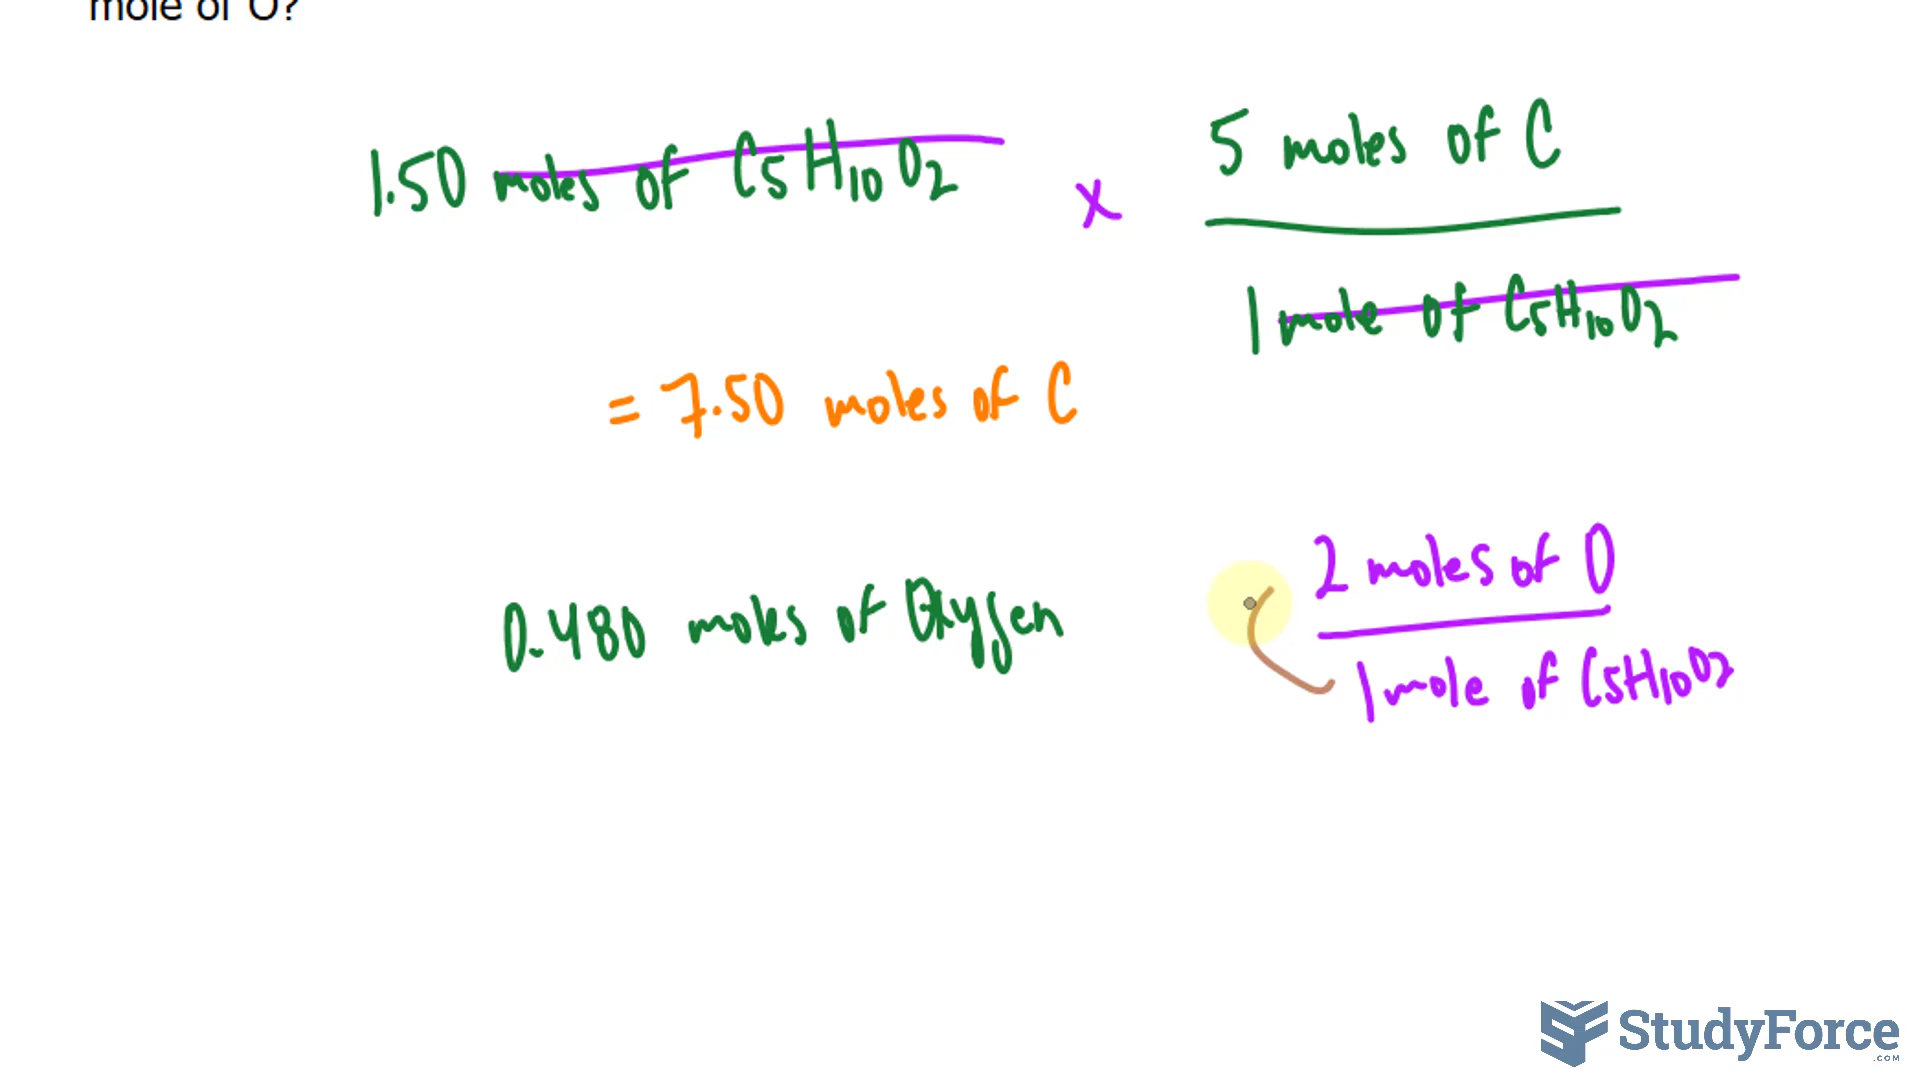 mole of O?
1.50 moles of C5H10O2 x 5 moles of C
1 mole of C5H10O2
= 7.50 moles of C
2 moles of O
0.480 moles of Oxygen
1 mole of C5H10O2
StudyForce
.COM